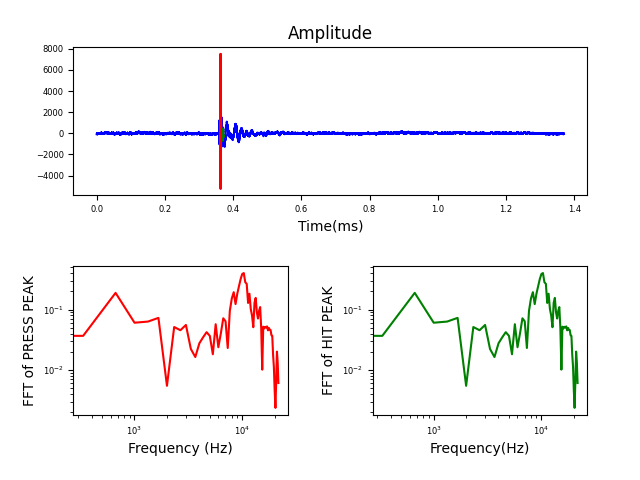 Amplitude
8000
6000
4000
2000
0
−2000
−4000
0.0 0.2 0.4 0.6 0.8 1.0 1.2 1.4
Time(ms)
FFT of PRESS PEAK
10⁻¹
10⁻²
10³ 10⁴
Frequency (Hz)
FFT of HIT PEAK
10⁻¹
10⁻²
10³ 10⁴
Frequency(Hz)